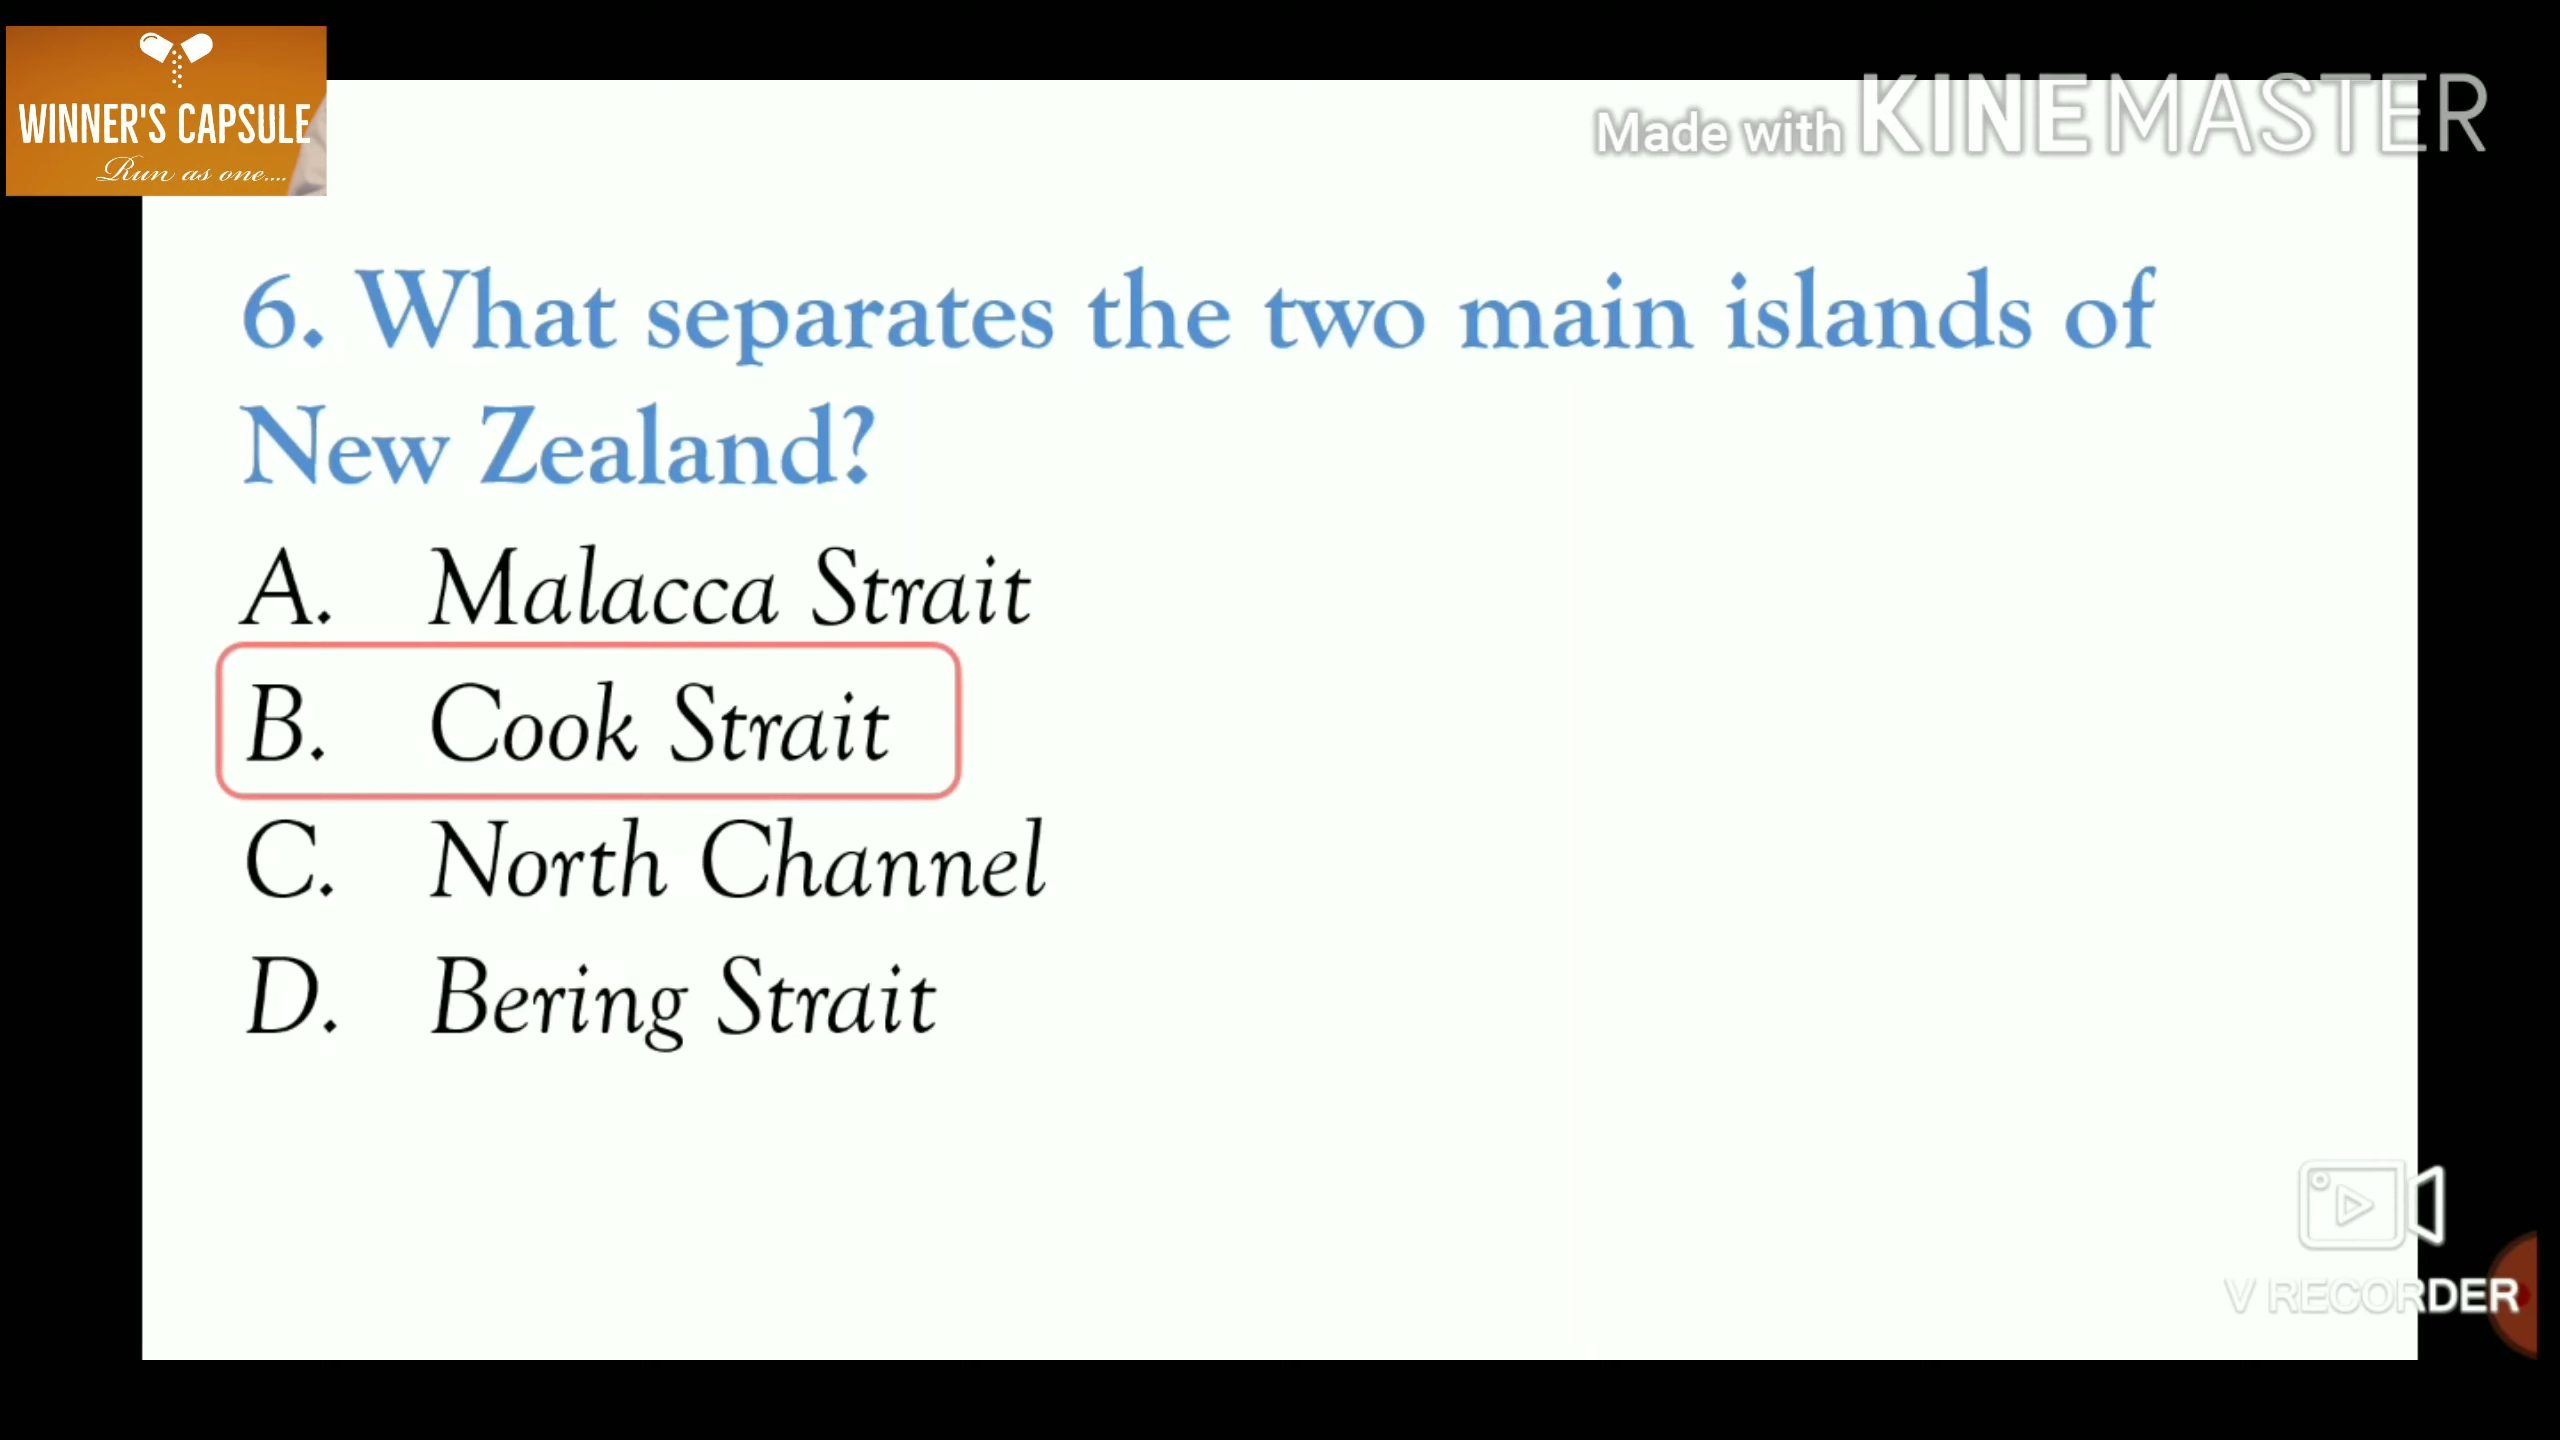 WINNER'S CAPSULE
Run as one....
Made with KINEMASTER
6. What separates the two main islands of
New Zealand?
A. Malacca Strait
B. Cook Strait
C. North Channel
D. Bering Strait
V RECORDER